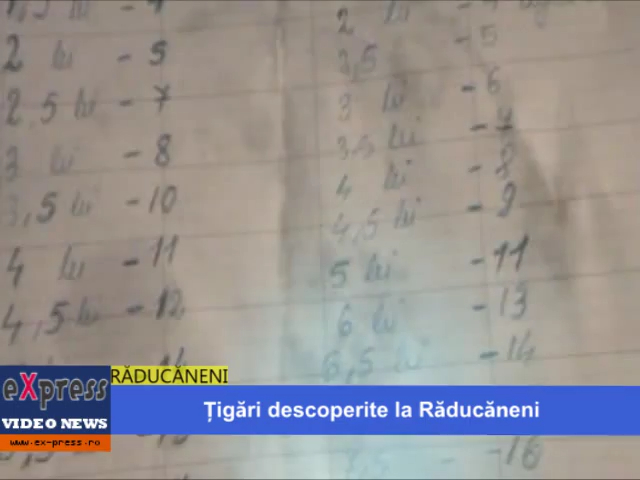 2 lei - 5
2,5 lei - 7
3 lei - 8
3,5 lei - 10
4 lei - 11
4,5 lei - 12
2 lei
3,5 - 5
3 lei - 6
3,5 lei - 7
4 lei - 8
4,5 lei - 9
5 lei - 11
6 lei - 13
6,5 lei - 14
- 16
RĂDUCĂNENI
eXpress
VIDEO NEWS
www.ex-press.ro
Țigări descoperite la Răducăneni